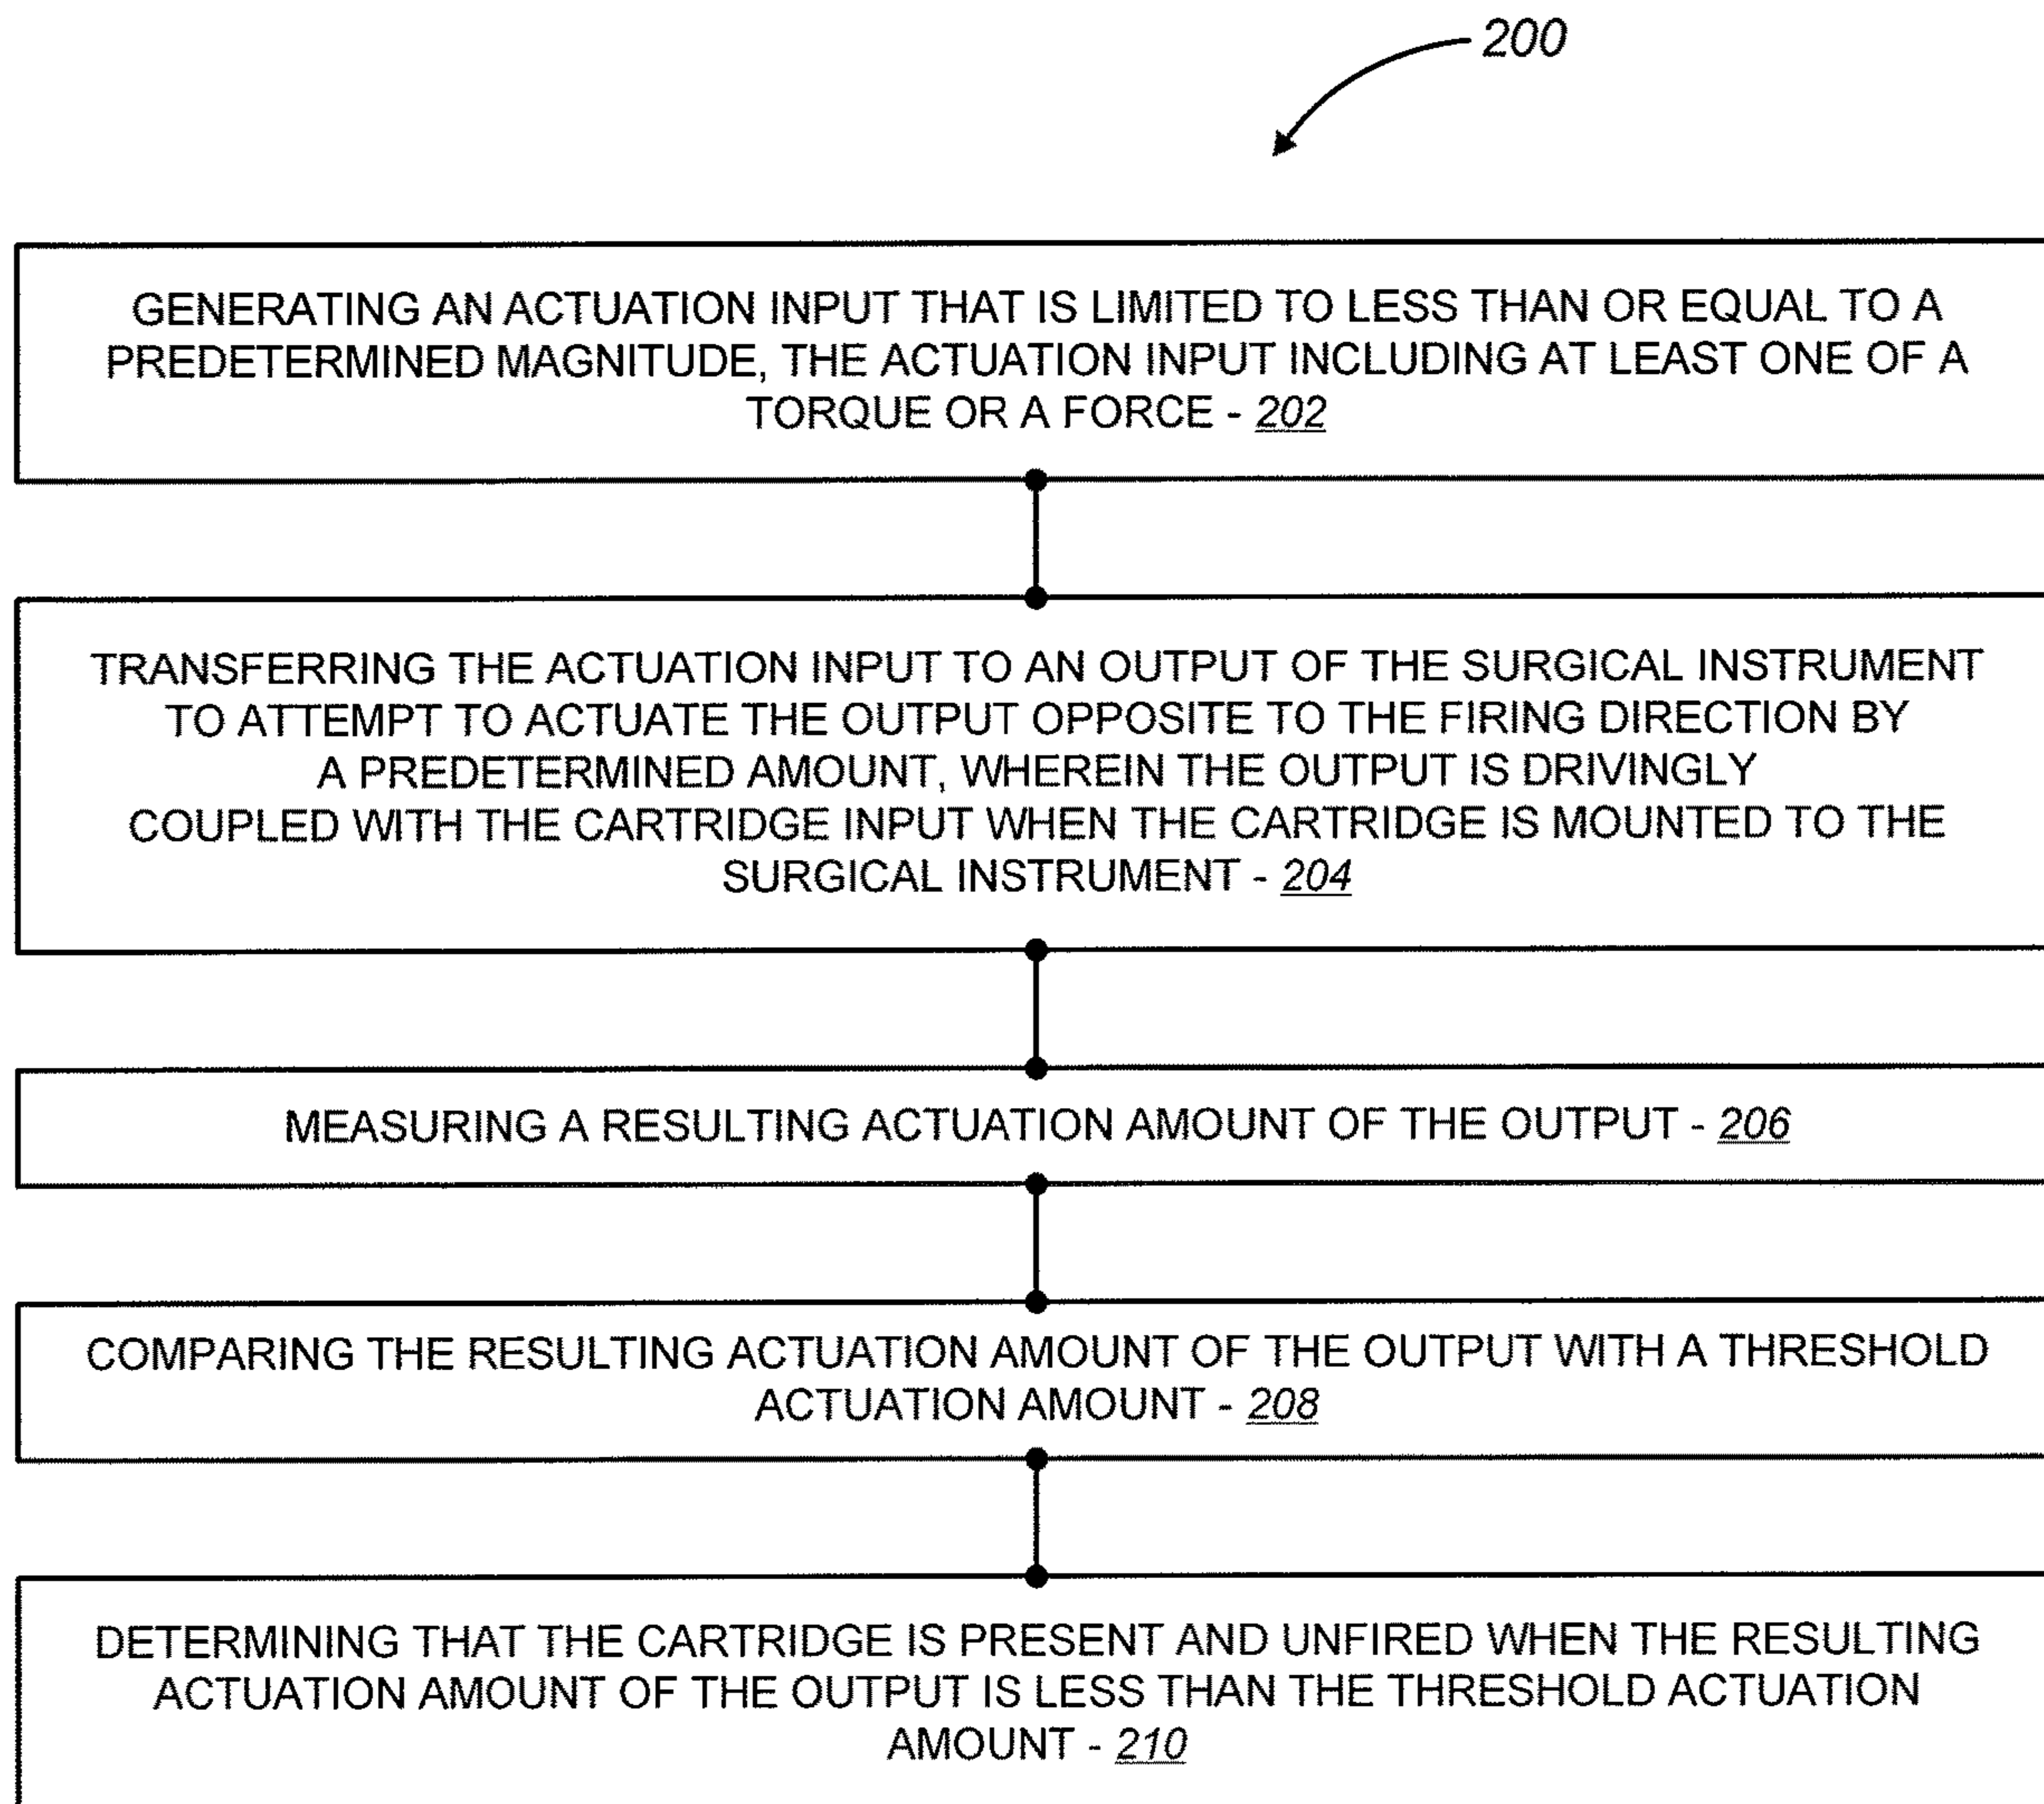 200
GENERATING AN ACTUATION INPUT THAT IS LIMITED TO LESS THAN OR EQUAL TO A
PREDETERMINED MAGNITUDE, THE ACTUATION INPUT INCLUDING AT LEAST ONE OF A
TORQUE OR A FORCE - 202
TRANSFERRING THE ACTUATION INPUT TO AN OUTPUT OF THE SURGICAL INSTRUMENT
TO ATTEMPT TO ACTUATE THE OUTPUT OPPOSITE TO THE FIRING DIRECTION BY
A PREDETERMINED AMOUNT, WHEREIN THE OUTPUT IS DRIVINGLY
COUPLED WITH THE CARTRIDGE INPUT WHEN THE CARTRIDGE IS MOUNTED TO THE
SURGICAL INSTRUMENT - 204
MEASURING A RESULTING ACTUATION AMOUNT OF THE OUTPUT - 206
COMPARING THE RESULTING ACTUATION AMOUNT OF THE OUTPUT WITH A THRESHOLD
ACTUATION AMOUNT - 208
DETERMINING THAT THE CARTRIDGE IS PRESENT AND UNFIRED WHEN THE RESULTING
ACTUATION AMOUNT OF THE OUTPUT IS LESS THAN THE THRESHOLD ACTUATION
AMOUNT - 210